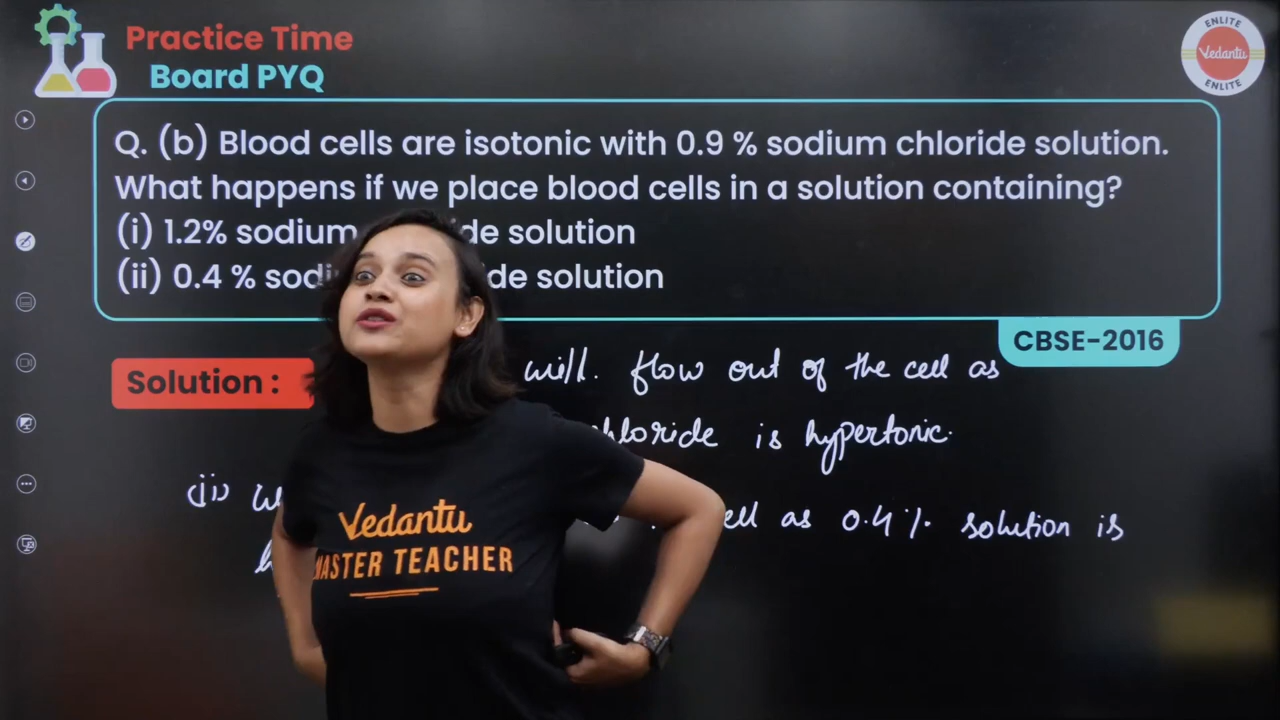 Practice Time
Board PYQ
ENLITE
Vedantu
ENLITE
Q. (b) Blood cells are isotonic with 0.9 % sodium chloride solution.
What happens if we place blood cells in a solution containing?
(i) 1.2% sodium de solution
(ii) 0.4 % sodi ide solution
CBSE-2016
Solution : will flow out of the cell as
chloride is hypertonic.
(ii) ell as 0.4% solution is
Vedantu
MASTER TEACHER